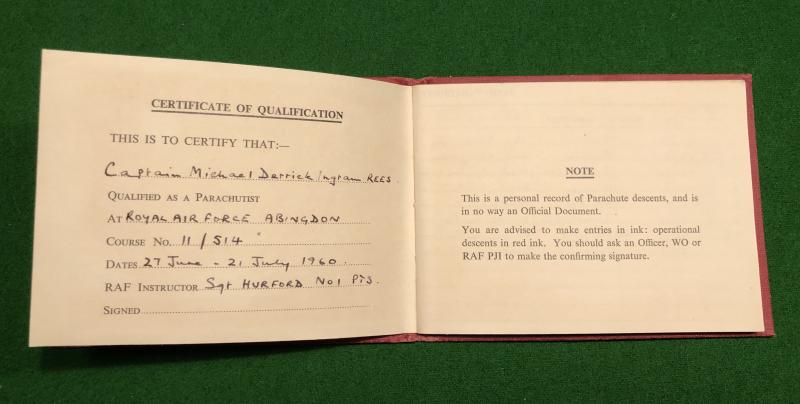 CERTIFICATE OF QUALIFICATION
THIS IS TO CERTIFY THAT:—
Captain Michael Derrick Ingram REES.
QUALIFIED AS A PARACHUTIST
AT ROYAL AIR FORCE ABINGDON
COURSE NO. 11/514
DATES 27 June - 21 July 1960.
RAF INSTRUCTOR Sgt HURFORD NO1 PTS.
SIGNED
NOTE
This is a personal record of Parachute descents, and is
in no way an Official Document.
You are advised to make entries in ink: operational
descents in red ink. You should ask an Officer, WO or
RAF PJI to make the confirming signature.